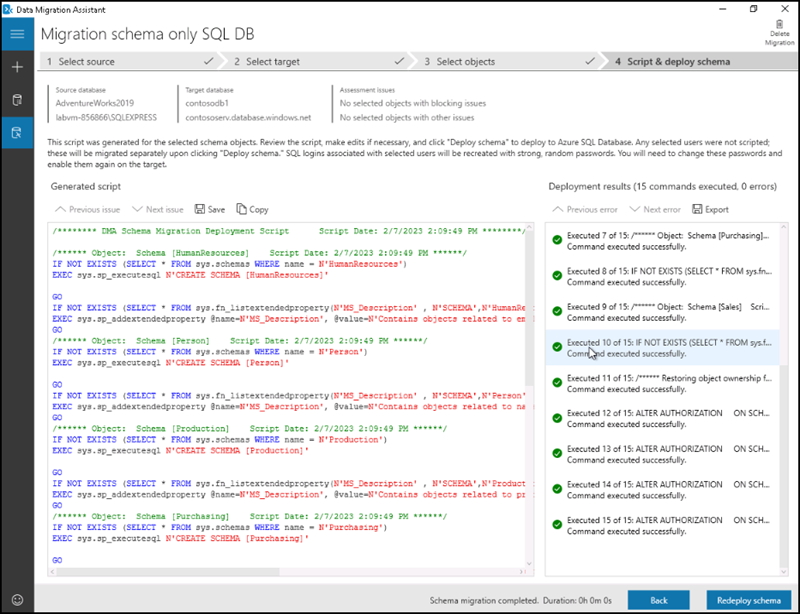 Data Migration Assistant
Migration schema only SQL DB
Delete
Migration
1 Select source
2 Select target
3 Select objects
4 Script & deploy schema
Source database
AdventureWorks2019
labvm-856866\SQLEXPRESS
Target database
contosodb1
contososerv.database.windows.net
Assessment issues
No selected objects with blocking issues
No selected objects with other issues
This script was generated for the selected schema objects. Review the script, make edits if necessary, and click "Deploy schema" to deploy to Azure SQL Database. Any selected users were not scripted;
these will be migrated separately upon clicking "Deploy schema." SQL logins associated with selected users will be recreated with strong, random passwords. You will need to change these passwords and
enable them again on the target.
Generated script
Previous issue Next issue Save Copy
/******** DMA Schema Migration Deployment Script Script Date: 2/7/2023 2:09:49 PM ********/
/****** Object: Schema [HumanResources] Script Date: 2/7/2023 2:09:49 PM ******/
IF NOT EXISTS (SELECT * FROM sys.schemas WHERE name = N'HumanResources')
EXEC sys.sp_executesql N'CREATE SCHEMA [HumanResources]'
GO
IF NOT EXISTS (SELECT * FROM sys.fn_listextendedproperty(N'MS_Description' , N'SCHEMA',N'HumanRe
EXEC sys.sp_addextendedproperty @name=N'MS_Description', @value=N'Contains objects related to em
GO
/****** Object: Schema [Person] Script Date: 2/7/2023 2:09:49 PM ******/
IF NOT EXISTS (SELECT * FROM sys.schemas WHERE name = N'Person')
EXEC sys.sp_executesql N'CREATE SCHEMA [Person]'
GO
IF NOT EXISTS (SELECT * FROM sys.fn_listextendedproperty(N'MS_Description' , N'SCHEMA',N'Person'
EXEC sys.sp_addextendedproperty @name=N'MS_Description', @value=N'Contains objects related to na
GO
/****** Object: Schema [Production] Script Date: 2/7/2023 2:09:49 PM ******/
IF NOT EXISTS (SELECT * FROM sys.schemas WHERE name = N'Production')
EXEC sys.sp_executesql N'CREATE SCHEMA [Production]'
GO
IF NOT EXISTS (SELECT * FROM sys.fn_listextendedproperty(N'MS_Description' , N'SCHEMA',N'Product
EXEC sys.sp_addextendedproperty @name=N'MS_Description', @value=N'Contains objects related to pr
GO
/****** Object: Schema [Purchasing] Script Date: 2/7/2023 2:09:49 PM ******/
IF NOT EXISTS (SELECT * FROM sys.schemas WHERE name = N'Purchasing')
EXEC sys.sp_executesql N'CREATE SCHEMA [Purchasing]'
GO
Deployment results (15 commands executed, 0 errors)
Previous error Next error Export
Executed 7 of 15: /****** Object: Schema [Purchasing]...
Command executed successfully.
Executed 8 of 15: IF NOT EXISTS (SELECT * FROM sys.fn...
Command executed successfully.
Executed 9 of 15: /****** Object: Schema [Sales] Scri...
Command executed successfully.
Executed 10 of 15: IF NOT EXISTS (SELECT * FROM sys.f...
Command executed successfully.
Executed 11 of 15: /****** Restoring object ownership f...
Command executed successfully.
Executed 12 of 15: ALTER AUTHORIZATION ON SCH...
Command executed successfully.
Executed 13 of 15: ALTER AUTHORIZATION ON SCH...
Command executed successfully.
Executed 14 of 15: ALTER AUTHORIZATION ON SCH...
Command executed successfully.
Executed 15 of 15: ALTER AUTHORIZATION ON SCH...
Command executed successfully.
Schema migration completed. Duration: 0h 0m 0s
Back
Redeploy schema